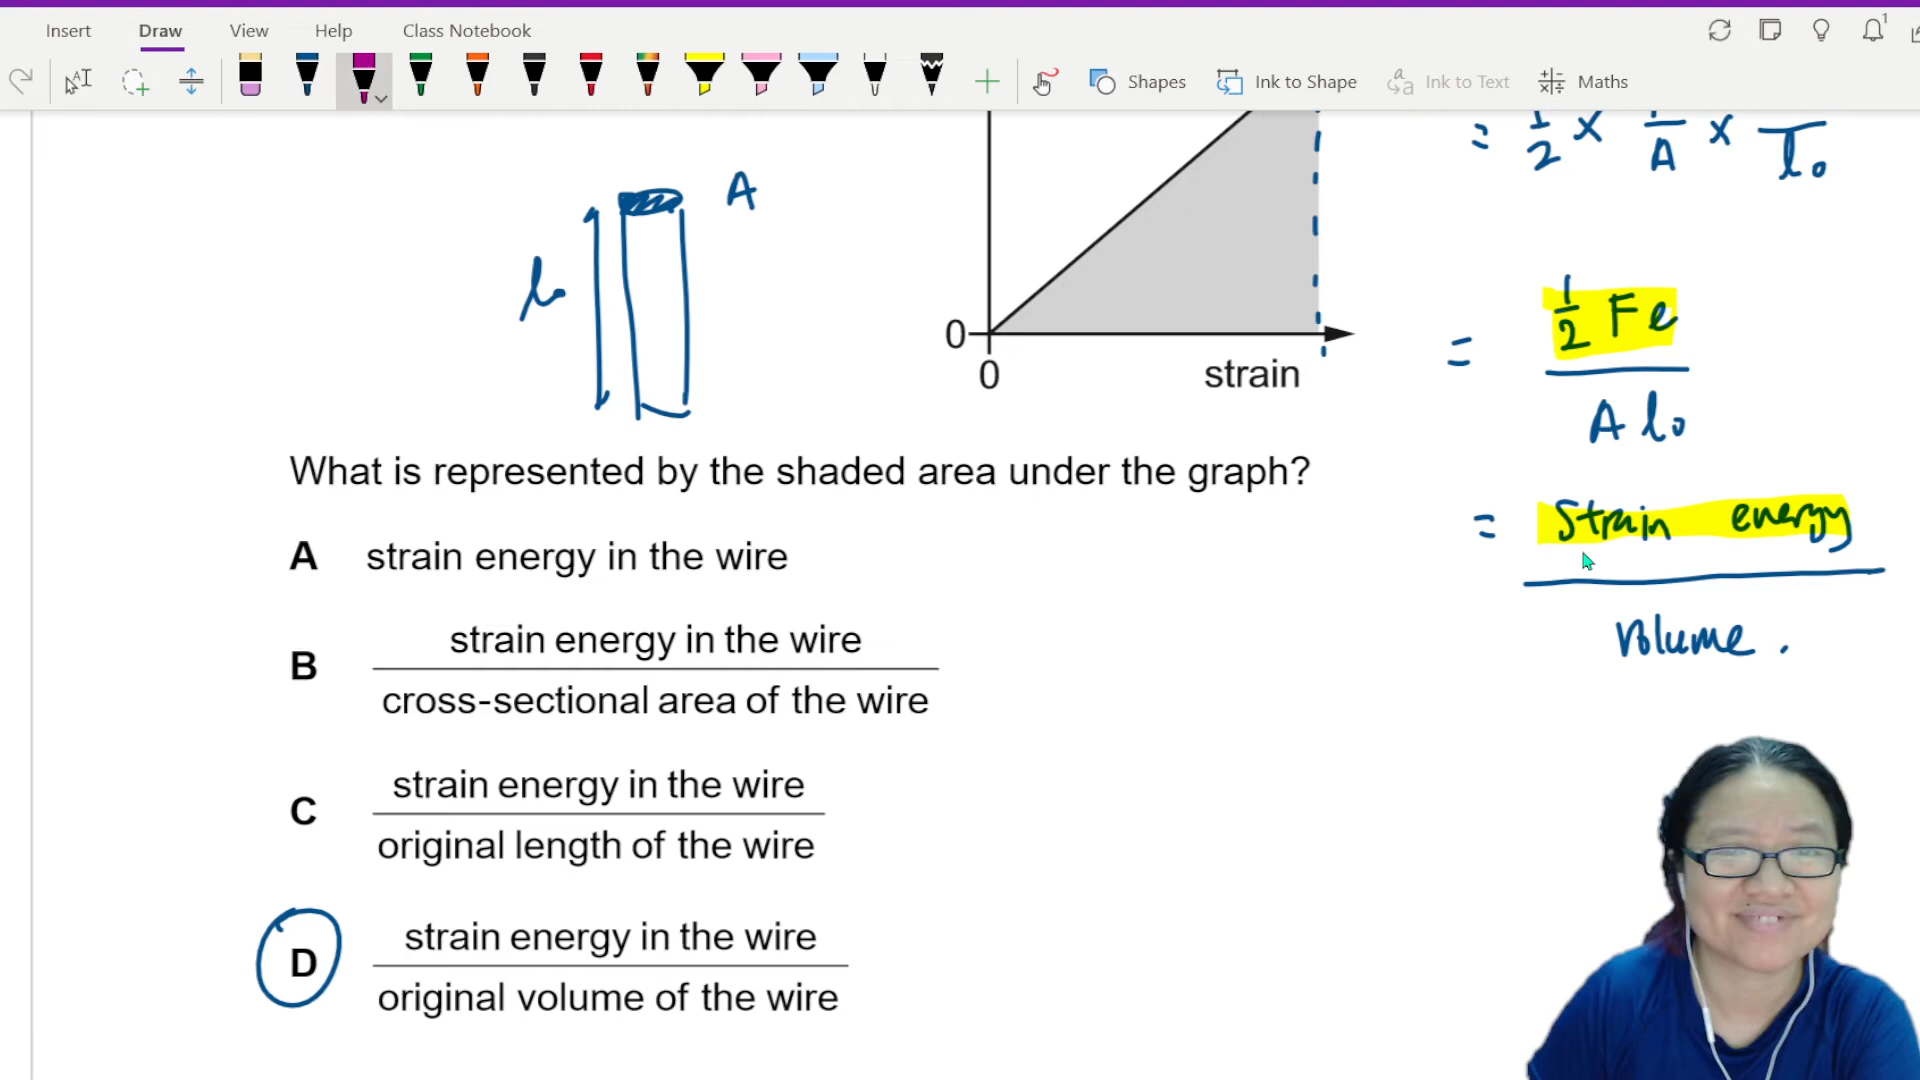 Insert Draw View Help Class Notebook 1
Shapes Ink to Shape Ink to Text Maths
= 1/2 × /A × /l₀
A
l₀
0
0
strain
= ½ Fe
A l₀
= Strain energy
volume.
What is represented by the shaded area under the graph?
A strain energy in the wire
B strain energy in the wire
cross-sectional area of the wire
C strain energy in the wire
original length of the wire
D strain energy in the wire
original volume of the wire